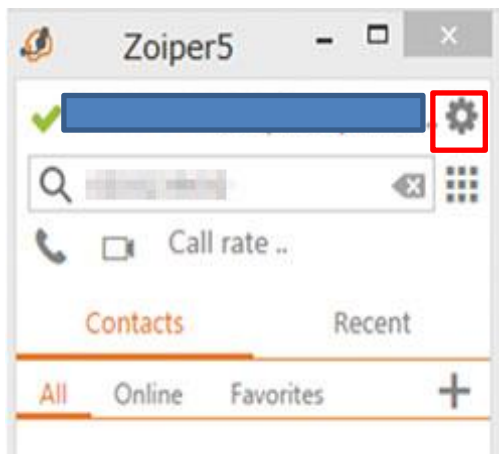 Zoiper5
Call rate ..
Contacts Recent
All Online Favorites